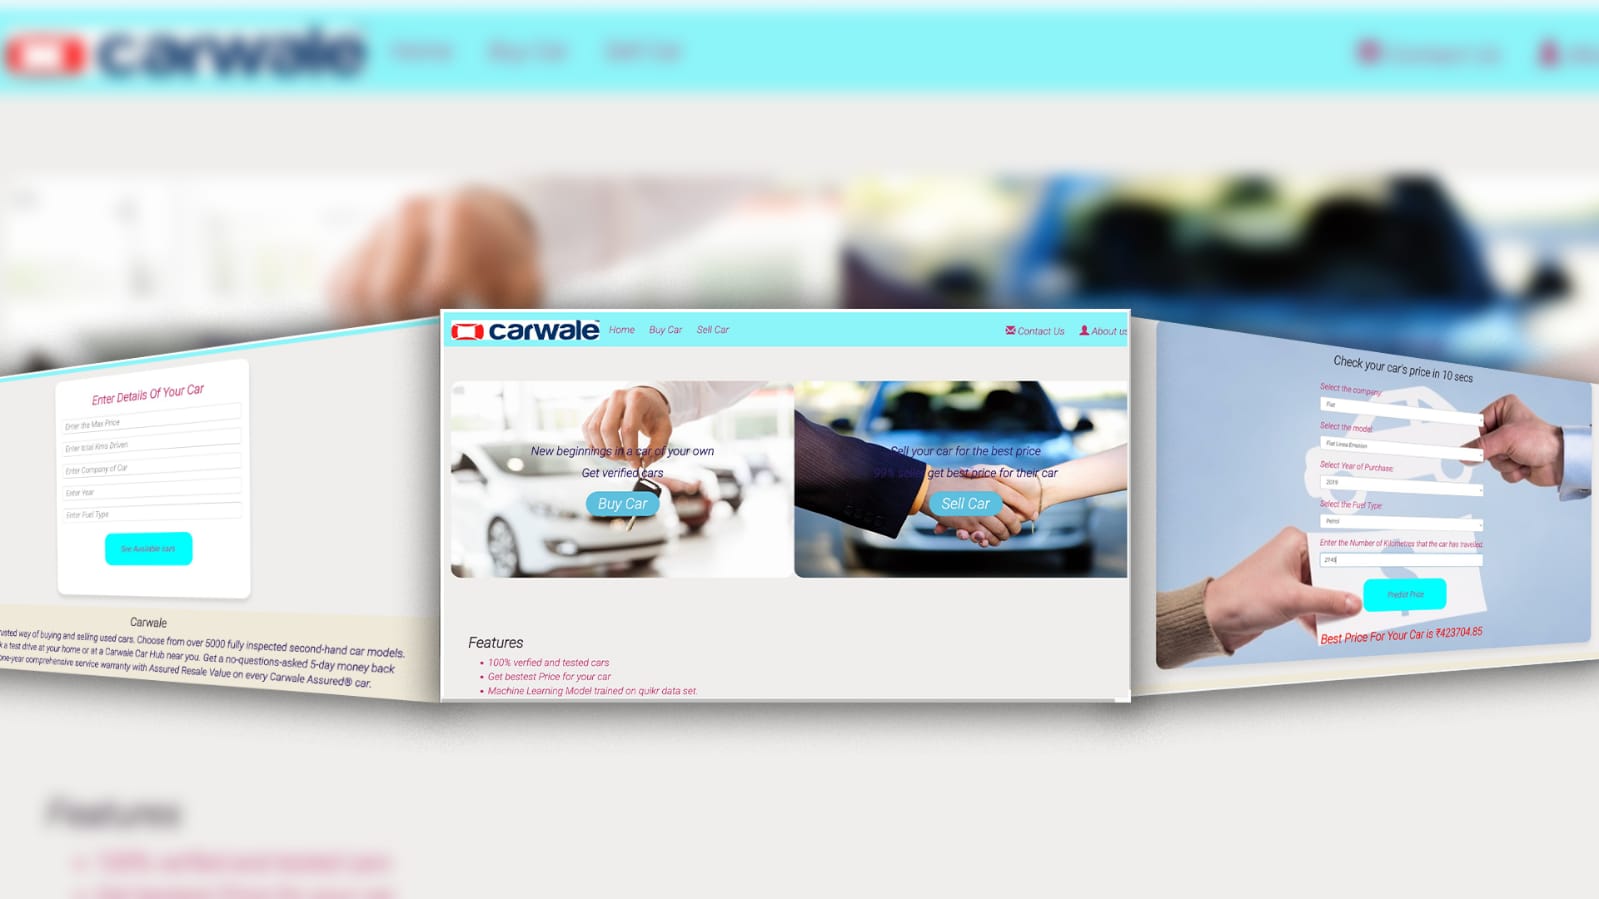 carwale Home Buy Car Sell Car
carwale Home Buy Car Sell Car Contact Us About us
New beginnings in a car of your own
Get verified cars
Buy Car
Sell your car for the best price
99% seller get best price for their car
Sell Car
Features
• 100% verfied and tested cars
• Get bestest Price for your car
• Machine Learning Model trained on quikr data set.
Enter Details Of Your Car
Enter the Max Price
Enter total Kms Driven
Enter Company of Car
Enter Year
Enter Fuel Type
See Available cars
Carwale
way of buying and selling used cars. Choose from over 5000 fully inspected second-hand car models.
a test drive at your home or at a Carwale Car Hub near you. Get a no-questions-asked 5-day money back
one-year comprehensive service warranty with Assured Resale Value on every Carwale Assured® car.
Check your car's price in 10 secs
Select the company:
Fiat
Select the model:
Fiat Linea Emotion
Select Year of Purchase:
2019
Select the Fuel Type:
Petrol
Enter the Number of Kilometres that the car has travelled:
Predict Price
Best Price For Your Car is ₹423704.85
Features
• 100% verfied and tested cars